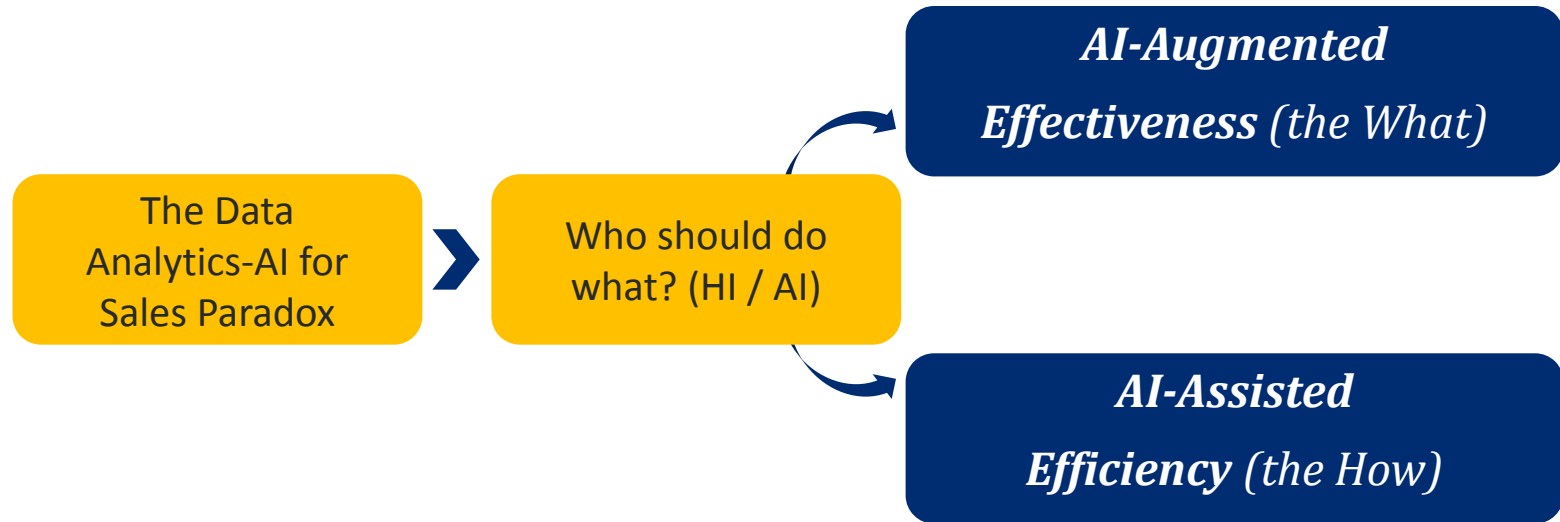 The Data
Analytics-AI for
Sales Paradox
Who should do
what? (HI / AI)
AI-Augmented
Effectiveness (the What)
AI-Assisted
Efficiency (the How)